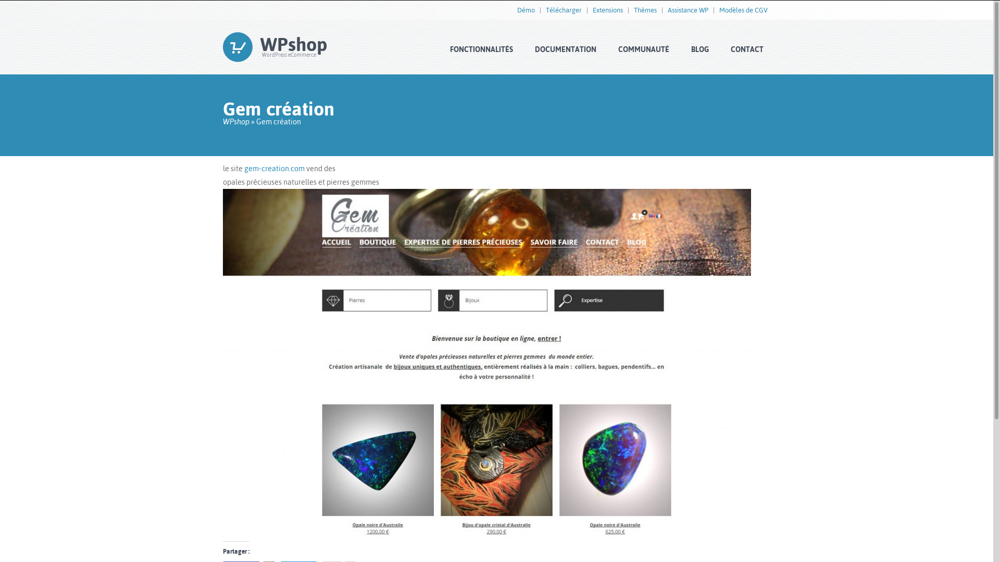 Démo | Télécharger | Extensions | Thèmes | Assistance WP | Modèles de CGV
WPshop
WordPress eCommerce
FONCTIONNALITÉS DOCUMENTATION COMMUNAUTÉ BLOG CONTACT
Gem création
WPshop » Gem création
le site gem-creation.com vend des
opales précieuses naturelles et pierres gemmes
Gem
Création
0
ACCUEIL BOUTIQUE EXPERTISE DE PIERRES PRÉCIEUSES SAVOIR FAIRE CONTACT BLOG
Pierres Bijoux Expertise
Bienvenue sur la boutique en ligne, entrer !
Vente d'opales précieuses naturelles et pierres gemmes du monde entier.
Création artisanale de bijoux uniques et authentiques, entièrement réalisés à la main : colliers, bagues, pendentifs... en
écho à votre personnalité !
Opale noire d'Australie Bijou d'opale cristal d'Australie Opale noire d'Australie
1200,00 € 290,00 € 625,00 €
Partager :